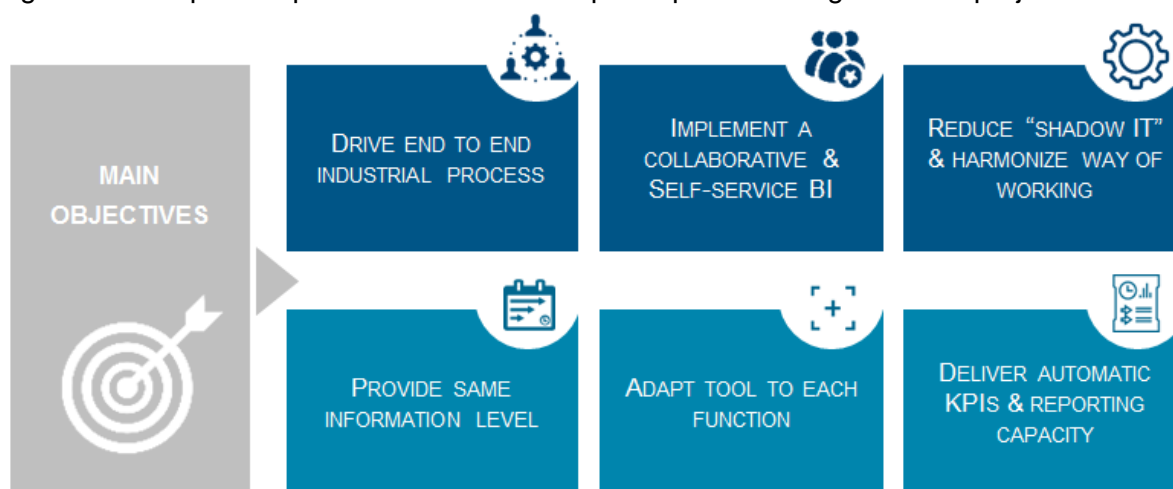 MAIN
OBJECTIVES
DRIVE END TO END
INDUSTRIAL PROCESS
IMPLEMENT A
COLLABORATIVE &
SELF-SERVICE BI
REDUCE “SHADOW IT”
& HARMONIZE WAY OF
WORKING
PROVIDE SAME
INFORMATION LEVEL
ADAPT TOOL TO EACH
FUNCTION
DELIVER AUTOMATIC
KPIS & REPORTING
CAPACITY